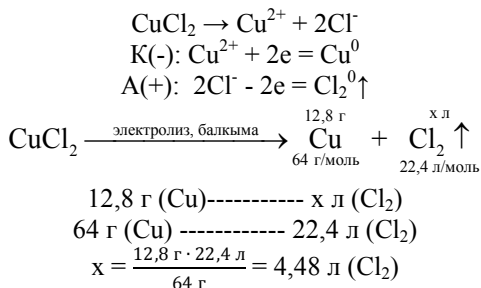 CuCl₂ → Cu²⁺ + 2Cl⁻
К(-): Cu²⁺ + 2e = Cu⁰
А(+): 2Cl⁻ - 2e = Cl₂⁰↑
12,8 г х л
CuCl₂ электролиз, балкыма → Cu + Cl₂ ↑
64 г/моль 22,4 л/моль
12,8 г (Cu)----------- х л (Cl₂)
64 г (Cu) ------------ 22,4 л (Cl₂)
х = 12,8 г · 22,4 л / 64 г = 4,48 л (Cl₂)